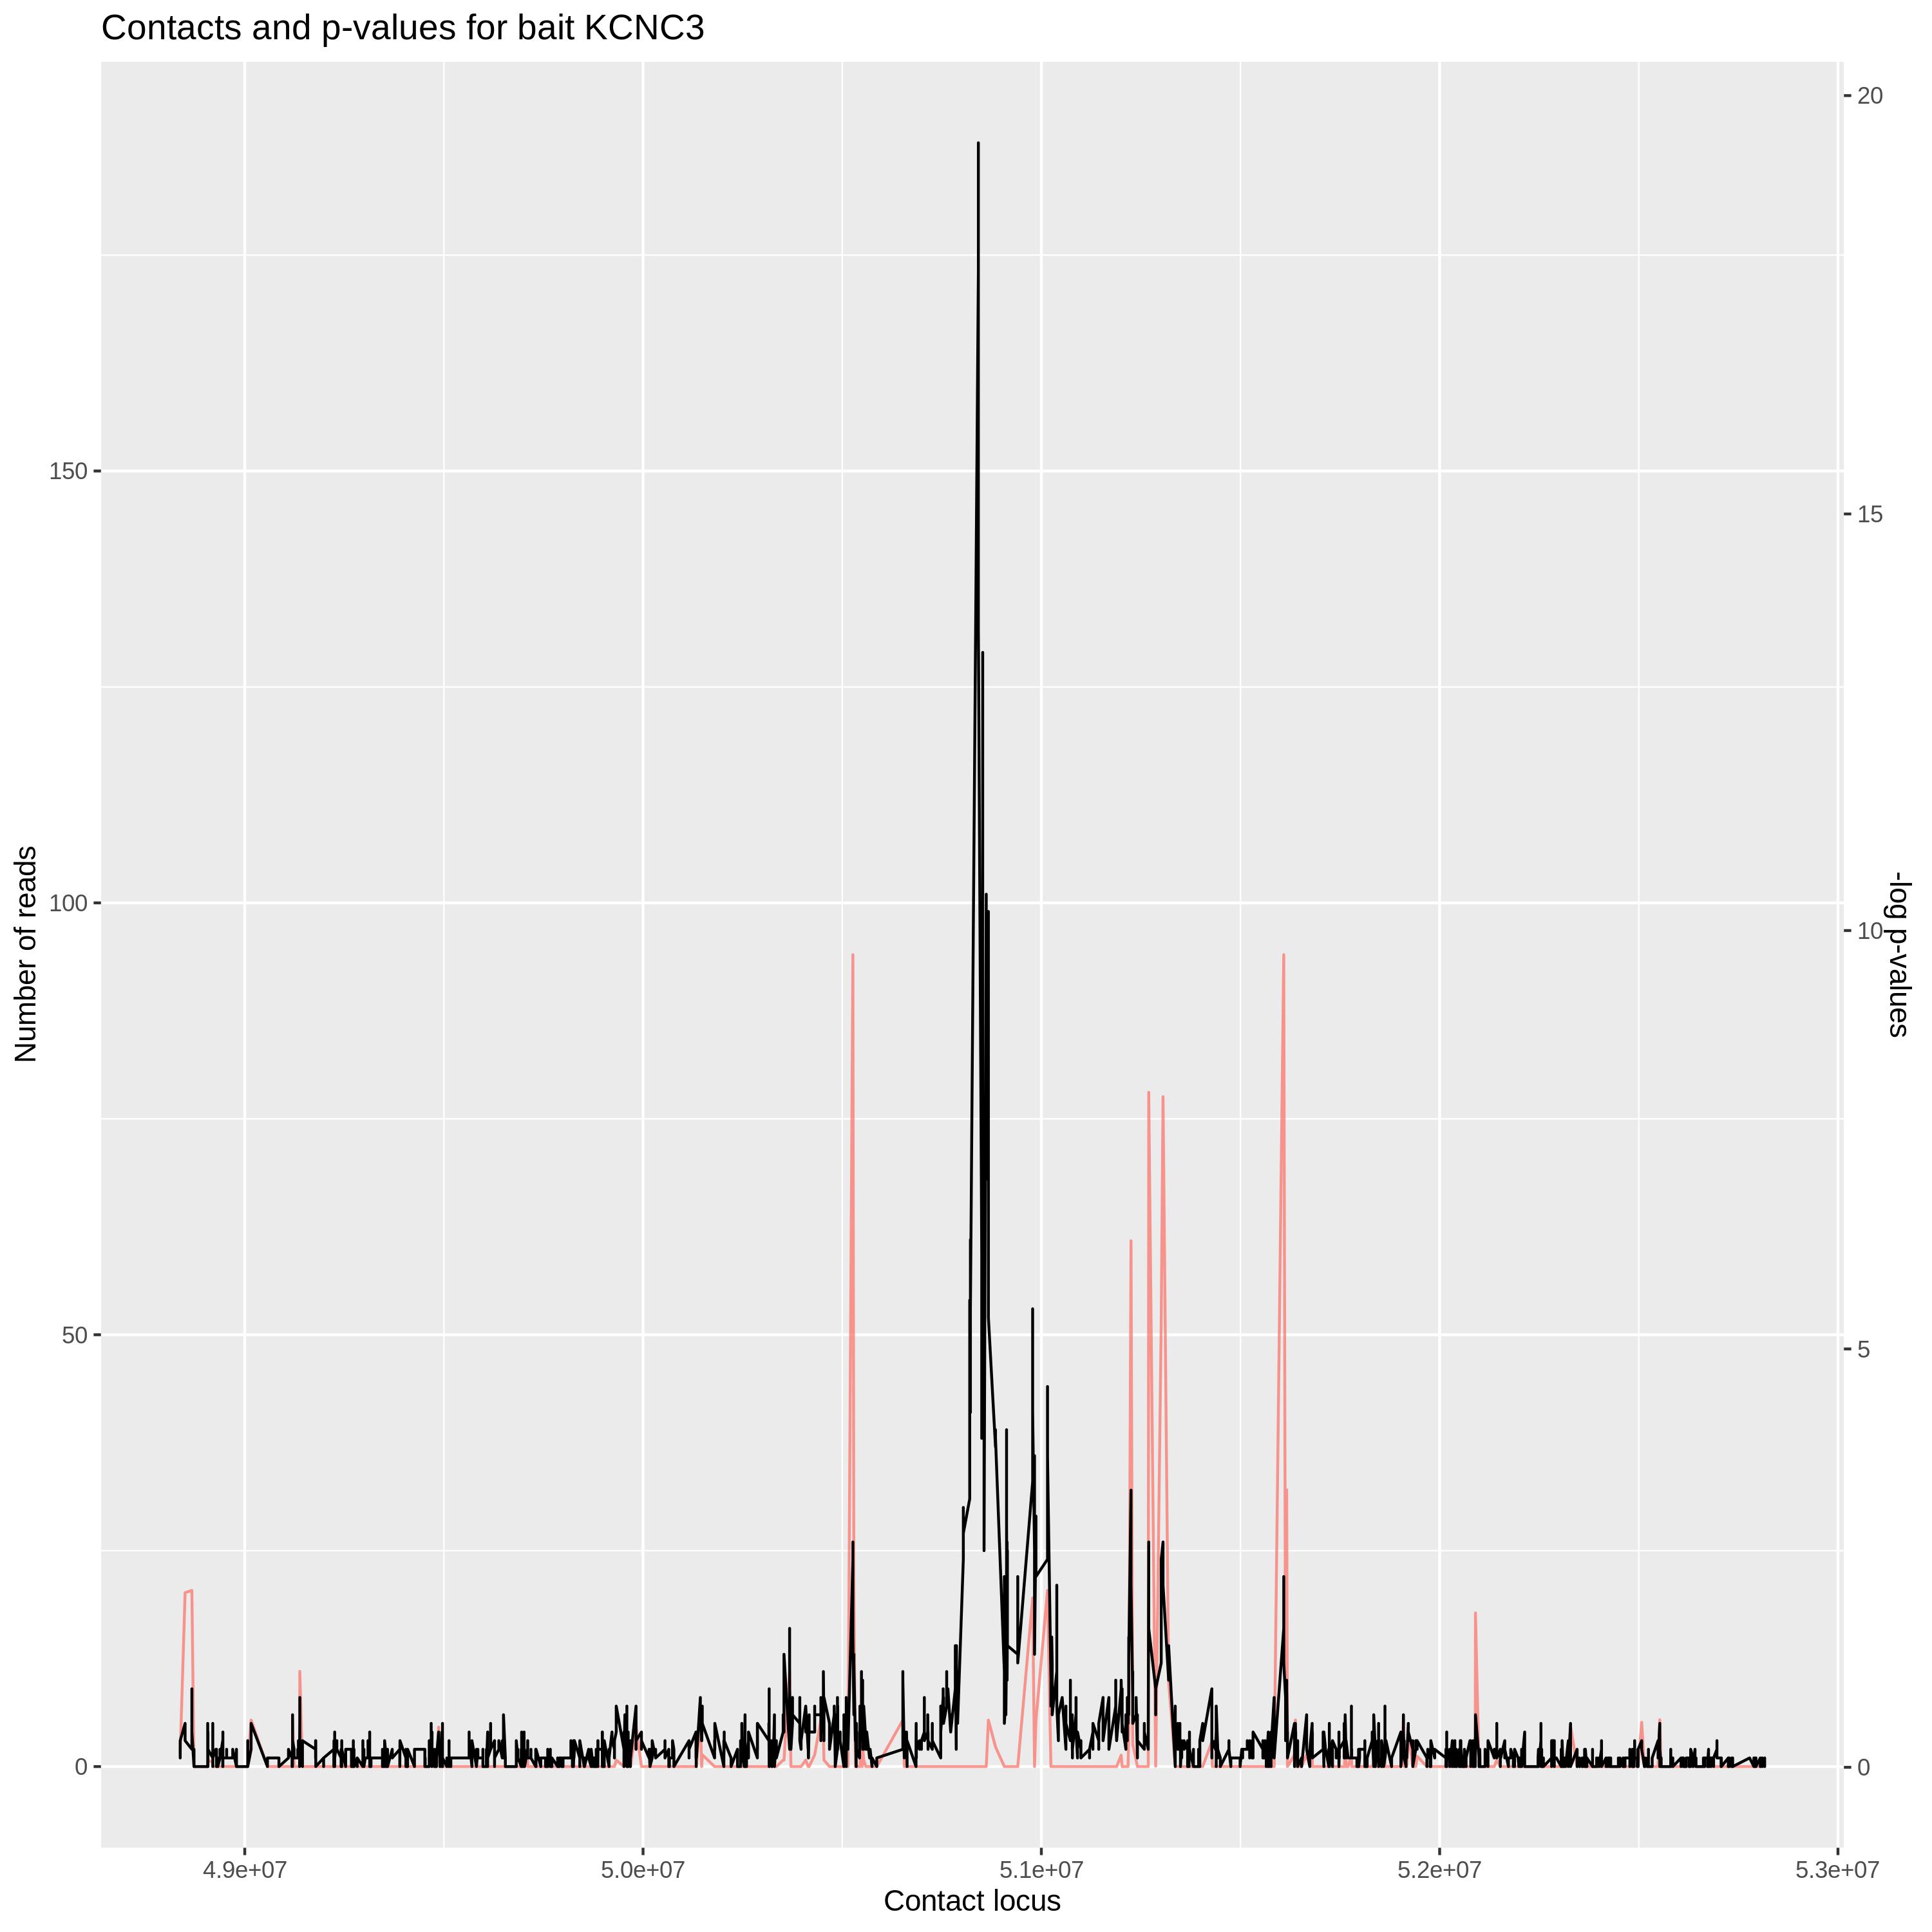 Contacts and p-values for bait KCNC3
20
150
15
100
10
50
5
0
0
Number of reads
-log p-values
4.9e+07 5.0e+07 5.1e+07 5.2e+07 5.3e+07
Contact locus